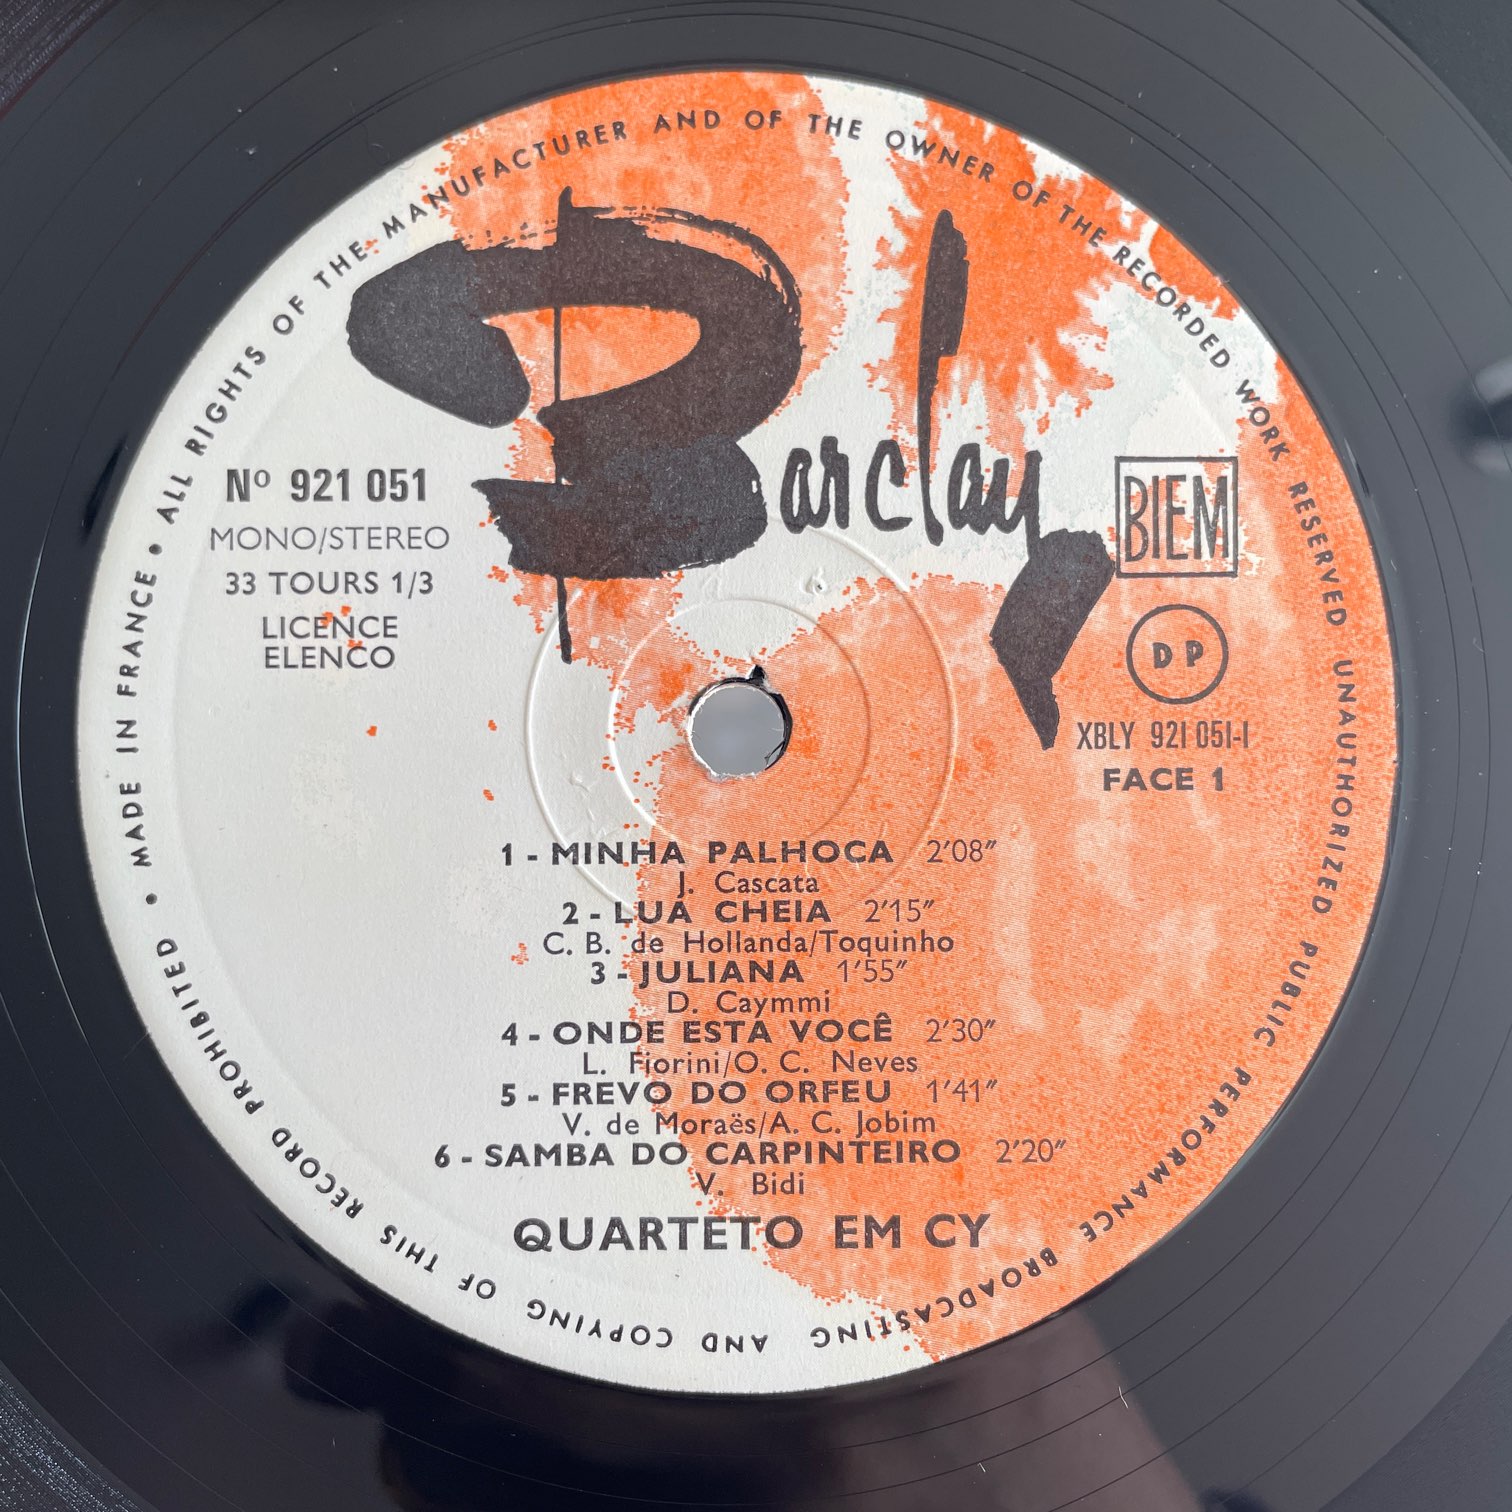 • MADE IN FRANCE • ALL RIGHTS OF THE MANUFACTURER AND OF THE OWNER OF THE RECORDED WORK RESERVED UNAUTHORIZED PUBLIC PERFORMANCE BROADCASTING AND COPYING OF THIS RECORD PROHIBITED
Barclay
Nº 921 051
MONO/STEREO
33 TOURS 1/3
LICENCE
ELENCO
BIEM
DP
XBLY 921 051-1
FACE 1
1 - MINHA PALHOCA 2'08"
J. Cascata
2 - LUA CHEIA 2'15"
C. B. de Hollanda/Toquinho
3 - JULIANA 1'55"
D. Caymmi
4 - ONDE ESTA VOCÊ 2'30"
L. Fiorini/O. C. Neves
5 - FREVO DO ORFEU 1'41"
V. de Moraës/A. C. Jobim
6 - SAMBA DO CARPINTEIRO 2'20"
V. Bidi
QUARTETO EM CY